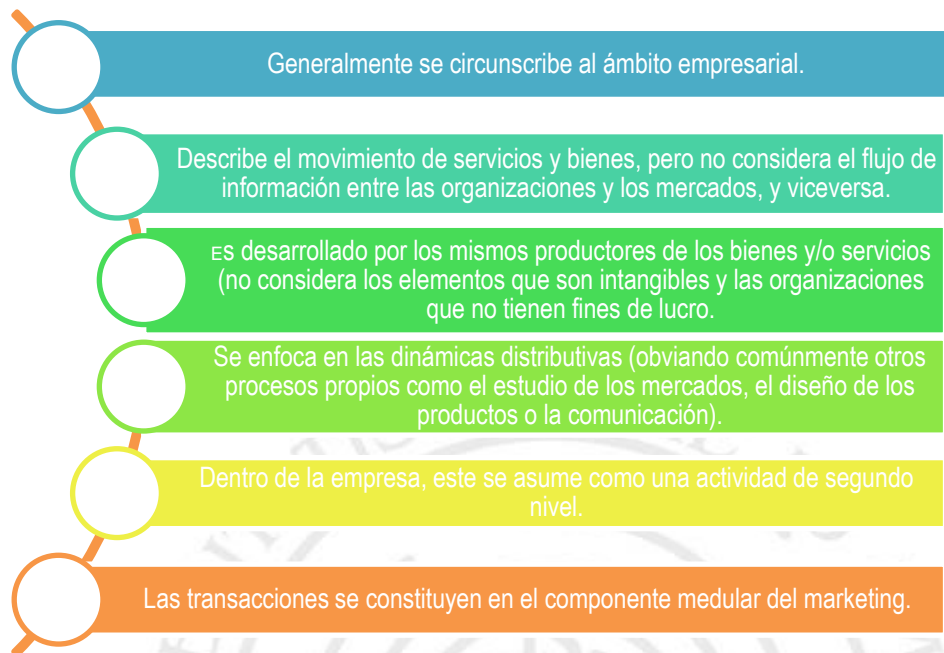 Generalmente se circunscribe al ámbito empresarial.
Describe el movimiento de servicios y bienes, pero no considera el flujo de
información entre las organizaciones y los mercados, y viceversa.
Es desarrollado por los mismos productores de los bienes y/o servicios
(no considera los elementos que son intangibles y las organizaciones
que no tienen fines de lucro.
Se enfoca en las dinámicas distributivas (obviando comúnmente otros
procesos propios como el estudio de los mercados, el diseño de los
productos o la comunicación).
Dentro de la empresa, este se asume como una actividad de segundo
nivel.
Las transacciones se constituyen en el componente medular del marketing.